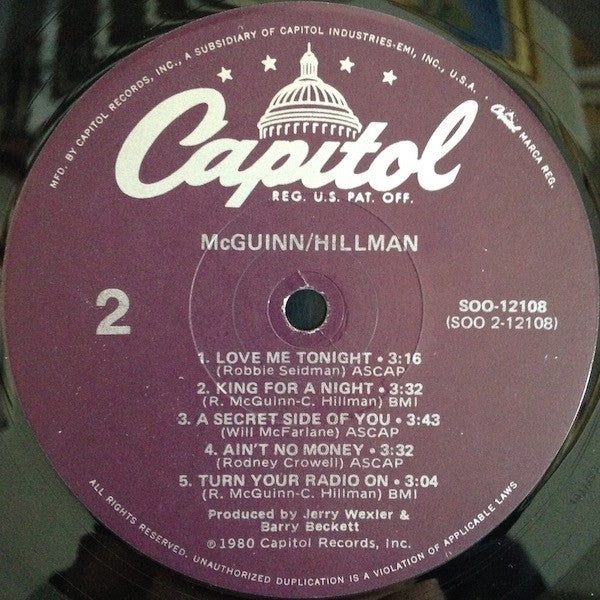 MFD. BY CAPITOL RECORDS, INC., A SUBSIDIARY OF CAPITOL INDUSTRIES-EMI, INC., U.S.A. • Capitol MARCA REG.
Capitol
REG. U.S. PAT. OFF.
McGUINN/HILLMAN
2
SOO-12108
(SOO 2-12108)
1. LOVE ME TONIGHT • 3:16
(Robbie Seidman) ASCAP
2. KING FOR A NIGHT • 3:32
(R. McGuinn-C. Hillman) BMI
3. A SECRET SIDE OF YOU • 3:43
(Will McFarlane) ASCAP
4. AIN'T NO MONEY • 3:32
(Rodney Crowell) ASCAP
5. TURN YOUR RADIO ON • 3:04
(R. McGuinn-C. Hillman) BMI
Produced by Jerry Wexler &
Barry Beckett
℗1980 Capitol Records, Inc.
ALL RIGHTS RESERVED. UNAUTHORIZED DUPLICATION IS A VIOLATION OF APPLICABLE LAWS